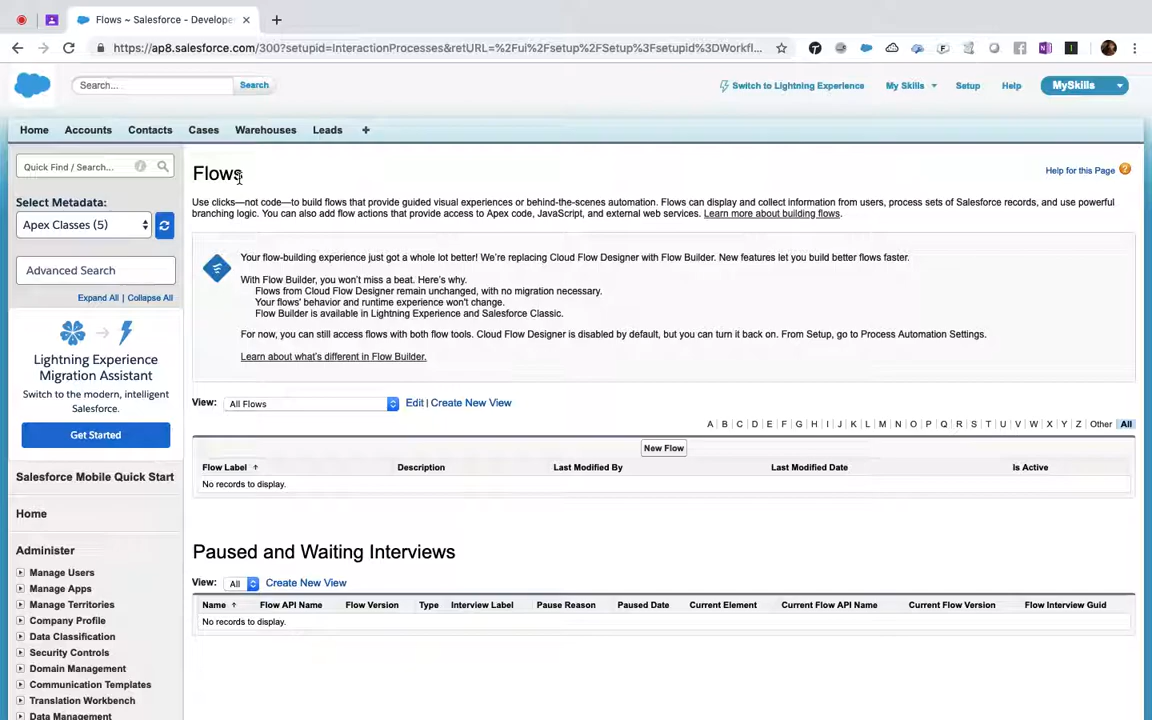 Flows ~ Salesforce - Develope
https://ap8.salesforce.com/300?setupid=InteractionProcesses&retURL=%2Fui%2Fsetup%2FSetup%3Fsetupid%3DWorkfl...
Search...
Search
Switch to Lightning Experience
My Skills
Setup
Help
MySkills
Home
Accounts
Contacts
Cases
Warehouses
Leads
+
Quick Find / Search...
Select Metadata:
Apex Classes (5)
Advanced Search
Expand All | Collapse All
Lightning Experience
Migration Assistant
Switch to the modern, intelligent
Salesforce.
Get Started
Salesforce Mobile Quick Start
Home
Administer
Manage Users
Manage Apps
Manage Territories
Company Profile
Data Classification
Security Controls
Domain Management
Communication Templates
Translation Workbench
Data Management
Flows
Help for this Page
Use clicks—not code—to build flows that provide guided visual experiences or behind-the-scenes automation. Flows can display and collect information from users, process sets of Salesforce records, and use powerful
branching logic. You can also add flow actions that provide access to Apex code, JavaScript, and external web services. Learn more about building flows.
Your flow-building experience just got a whole lot better! We're replacing Cloud Flow Designer with Flow Builder. New features let you build better flows faster.
With Flow Builder, you won't miss a beat. Here's why.
Flows from Cloud Flow Designer remain unchanged, with no migration necessary.
Your flows' behavior and runtime experience won't change.
Flow Builder is available in Lightning Experience and Salesforce Classic.
For now, you can still access flows with both flow tools. Cloud Flow Designer is disabled by default, but you can turn it back on. From Setup, go to Process Automation Settings.
Learn about what's different in Flow Builder.
View: All Flows Edit | Create New View
A B C D E F G H I J K L M N O P Q R S T U V W X Y Z Other All
New Flow
Flow Label Description Last Modified By Last Modified Date Is Active
No records to display.
Paused and Waiting Interviews
View: All Create New View
Name Flow API Name Flow Version Type Interview Label Pause Reason Paused Date Current Element Current Flow API Name Current Flow Version Flow Interview Guid
No records to display.